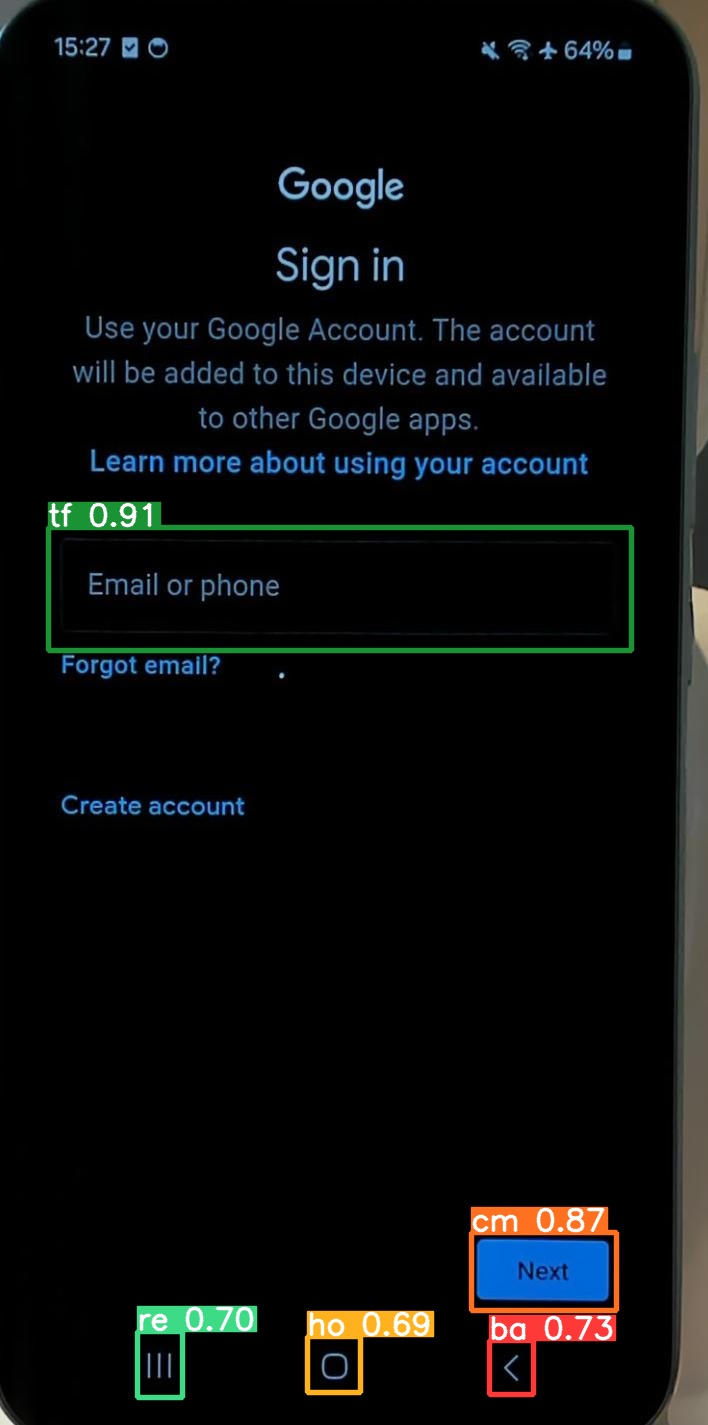 15:27 64%
Google
Sign in
Use your Google Account. The account
will be added to this device and available
to other Google apps.
Learn more about using your account
tf 0.91
Email or phone
Forgot email?
Create account
cm 0.87
Next
re 0.70 ho 0.69 ba 0.73